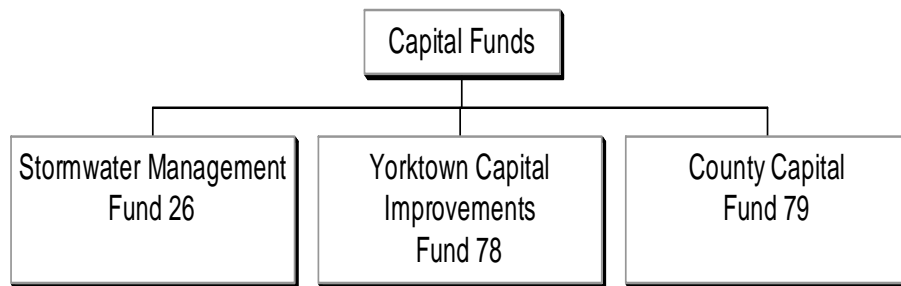 Capital Funds
Stormwater Management
Fund 26
Yorktown Capital
Improvements
Fund 78
County Capital
Fund 79